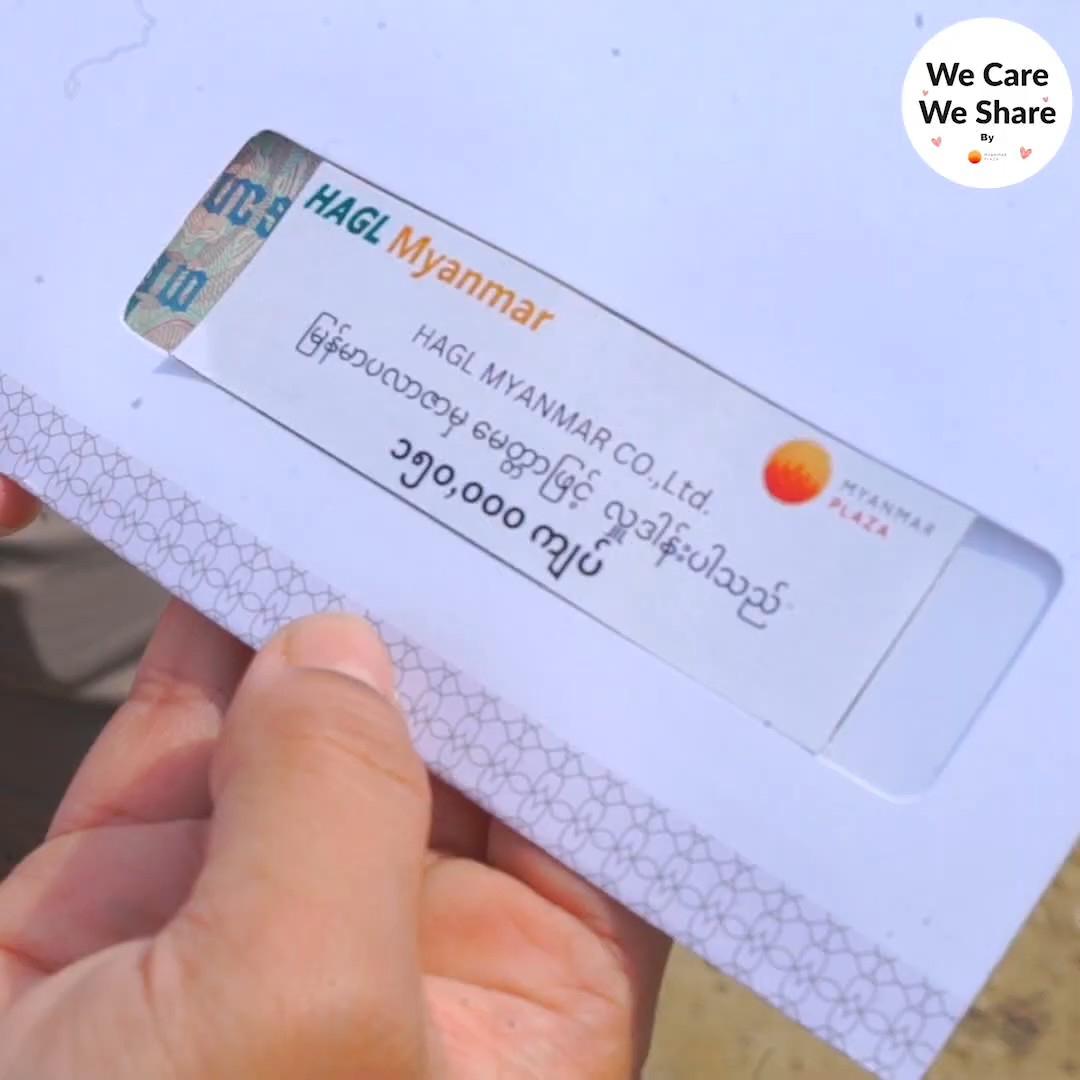 We Care
We Share
By
MYANMAR
PLAZA
HAGL Myanmar
HAGL MYANMAR CO.,Ltd.
မြန်မာပလာဇာမှ မေတ္တာဖြင့် လှူဒါန်းပါသည်
၁၅၀,၀၀၀ ကျပ်
MYANMAR
PLAZA